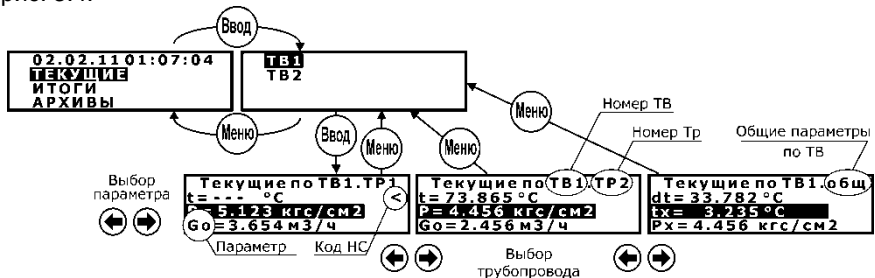 Ввод
02.02.11 01:07:04
ТЕКУЩИЕ
ИТОГИ
АРХИВЫ
ТВ1
ТВ2
Меню
Ввод
Меню
Меню
Меню
Номер ТВ
Номер Тр
Общие параметры
по ТВ
Выбор
параметра
Текущие по ТВ1.ТР1
t=--- °C <
P=5.123 кгс/см2
Go=3.654 м3/ч
Параметр
Код НС
Текущие по ТВ1.ТР2
t=73.865 °C
P=4.456 кгс/см2
Go=2.456 м3/ч
Текущие по ТВ1.общ
dt=33.782 °C
tх= 3.235 °C
Pх=4.456 кгс/см2
Выбор
трубопровода